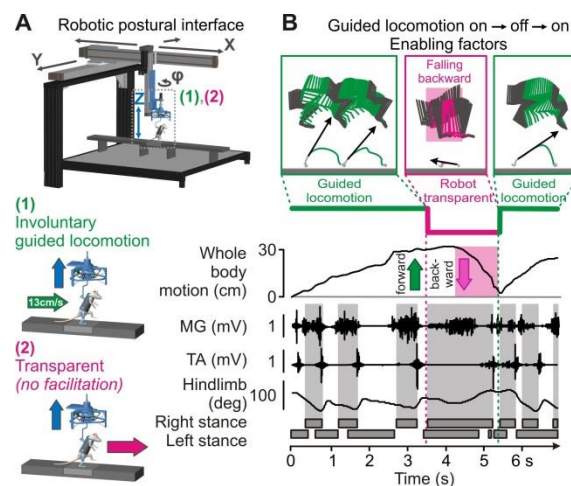 A
Robotic postural interface
Y
X
φ
Z
(1),(2)
(1)
Involuntary
guided locomotion
13cm/s
(2)
Transparent
(no facilitation)
B
Guided locomotion on → off → on
Enabling factors
Falling
backward
Guided
locomotion
Robot
transparent
Guided
locomotion
Whole
body
motion (cm)
30
0
forward
back-
ward
MG (mV)
1
TA (mV)
1
Hindlimb
(deg)
100
Right stance
Left stance
0 1 2 3 4 5 6 s
Time (s)